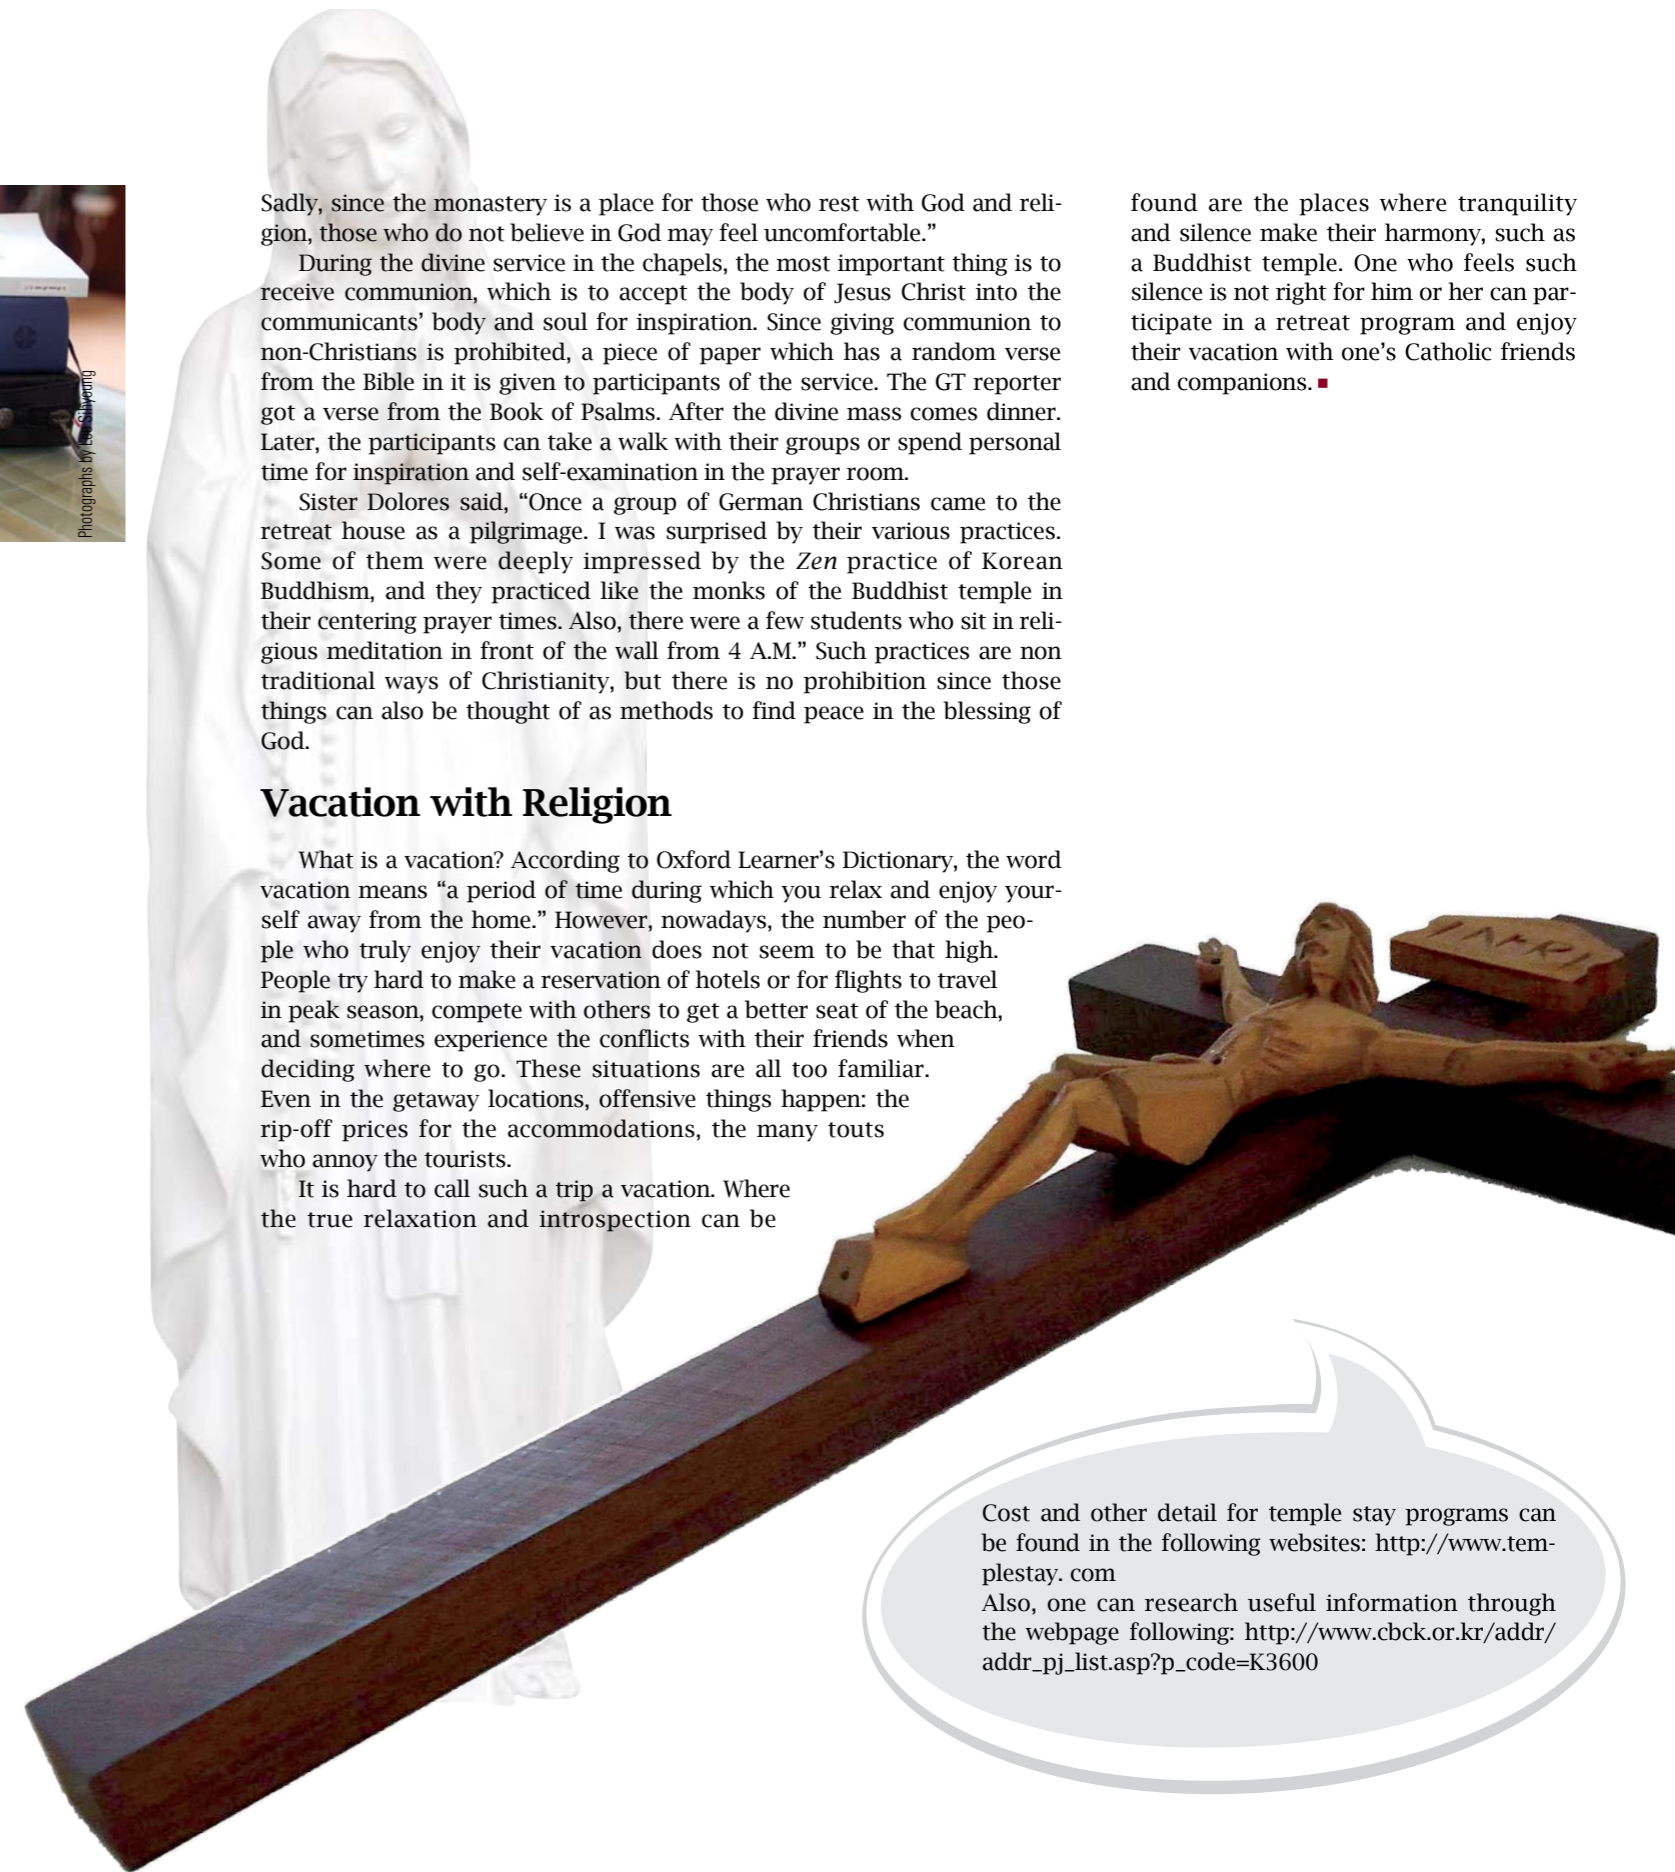 Sadly, since the monastery is a place for those who rest with God and reli-
gion, those who do not believe in God may feel uncomfortable.”
During the divine service in the chapels, the most important thing is to
receive communion, which is to accept the body of Jesus Christ into the
communicants’ body and soul for inspiration. Since giving communion to
non-Christians is prohibited, a piece of paper which has a random verse
from the Bible in it is given to participants of the service. The GT reporter
got a verse from the Book of Psalms. After the divine mass comes dinner.
Later, the participants can take a walk with their groups or spend personal
time for inspiration and self-examination in the prayer room.
Sister Dolores said, “Once a group of German Christians came to the
retreat house as a pilgrimage. I was surprised by their various practices.
Some of them were deeply impressed by the Zen practice of Korean
Buddhism, and they practiced like the monks of the Buddhist temple in
their centering prayer times. Also, there were a few students who sit in reli-
gious meditation in front of the wall from 4 A.M.” Such practices are non
traditional ways of Christianity, but there is no prohibition since those
things can also be thought of as methods to find peace in the blessing of
God.
Vacation with Religion
What is a vacation? According to Oxford Learner’s Dictionary, the word
vacation means “a period of time during which you relax and enjoy your-
self away from the home.” However, nowadays, the number of the peo-
ple who truly enjoy their vacation does not seem to be that high.
People try hard to make a reservation of hotels or for flights to travel
in peak season, compete with others to get a better seat of the beach,
and sometimes experience the conflicts with their friends when
deciding where to go. These situations are all too familiar.
Even in the getaway locations, offensive things happen: the
rip-off prices for the accommodations, the many touts
who annoy the tourists.
It is hard to call such a trip a vacation. Where
the true relaxation and introspection can be
found are the places where tranquility
and silence make their harmony, such as
a Buddhist temple. One who feels such
silence is not right for him or her can par-
ticipate in a retreat program and enjoy
their vacation with one’s Catholic friends
and companions.
Photographs by Lee Sihyoung
INRI
Cost and other detail for temple stay programs can
be found in the following websites: http://www.tem-
plestay. com
Also, one can research useful information through
the webpage following: http://www.cbck.or.kr/addr/
addr_pj_list.asp?p_code=K3600